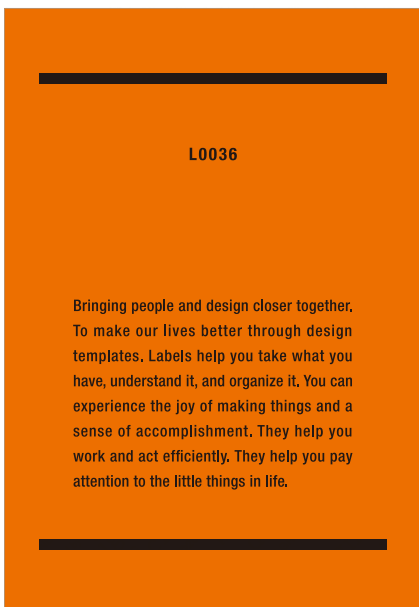 L0036
Bringing people and design closer together.
To make our lives better through design
templates. Labels help you take what you
have, understand it, and organize it. You can
experience the joy of making things and a
sense of accomplishment. They help you
work and act efficiently. They help you pay
attention to the little things in life.